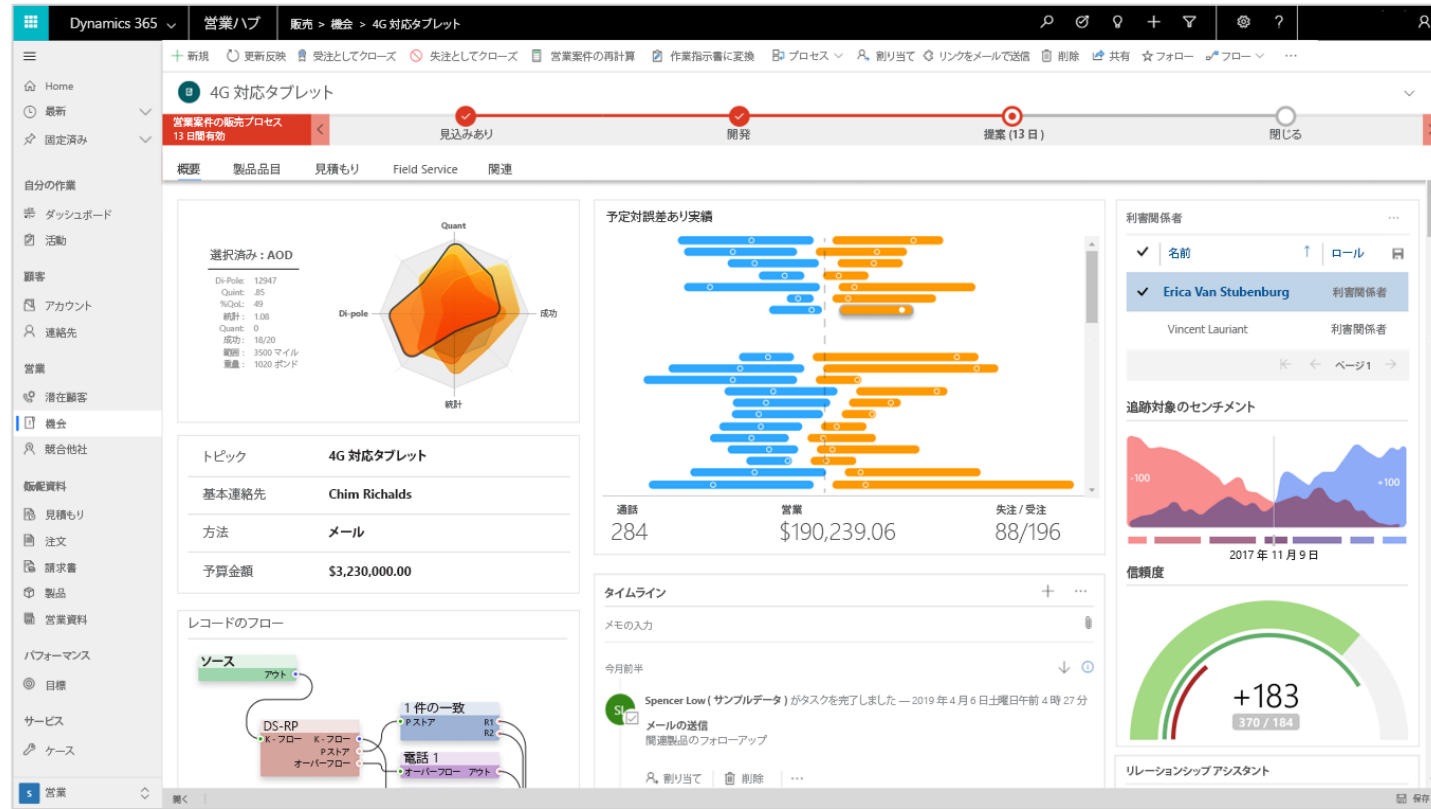 Dynamics 365
営業ハブ
販売 > 機会 > 4G 対応タブレット
新規 更新反映 受注としてクローズ 失注としてクローズ 営業案件の再計算 作業指示書に変換 プロセス 割り当て リンクをメールで送信 削除 共有 フォロー フロー ...
Home
最新
固定済み
自分の作業
ダッシュボード
活動
顧客
アカウント
連絡先
営業
潜在顧客
機会
競合他社
販促資料
見積もり
注文
請求書
製品
営業資料
パフォーマンス
目標
サービス
ケース
S 営業
4G 対応タブレット
営業案件の販売プロセス
13 日間有効
見込みあり
開発
提案 (13 日)
閉じる
概要 製品品目 見積もり Field Service 関連
選択済み : AOD
Di-Pole: 12947
Quint: .85
%QoL: 49
統計 : 1.08
Quant: 0
成功: 18/20
範囲 : 3500 マイル
重量 : 1020 ポンド
Quant
Di-pole
成功
統計
トピック 4G 対応タブレット
基本連絡先 Chim Richalds
方法 メール
予算金額 $3,230,000.00
レコードのフロー
ソース
アウト
DS-RP
K - フロー K - フロー
P ストア
オーバーフロー
1 件の一致
P ストア R1
R2
電話 1
オーバーフロー アウト
予定対誤差あり実績
通話 営業 失注 / 受注
284 $190,239.06 88/196
タイムライン
メモの入力
今月前半
SL
Spencer Low ( サンプルデータ ) がタスクを完了しました — 2019 年 4 月 6 日土曜日午前 4 時 27 分
メールの送信
関連製品のフォローアップ
割り当て 削除 ...
利害関係者 ...
名前 ロール
Erica Van Stubenburg 利害関係者
Vincent Lauriant 利害関係者
ページ1
追跡対象のセンチメント
-100
+100
2017 年 11 月 9 日
信頼度
+183
370 / 184
リレーションシップ アシスタント
開く
保存